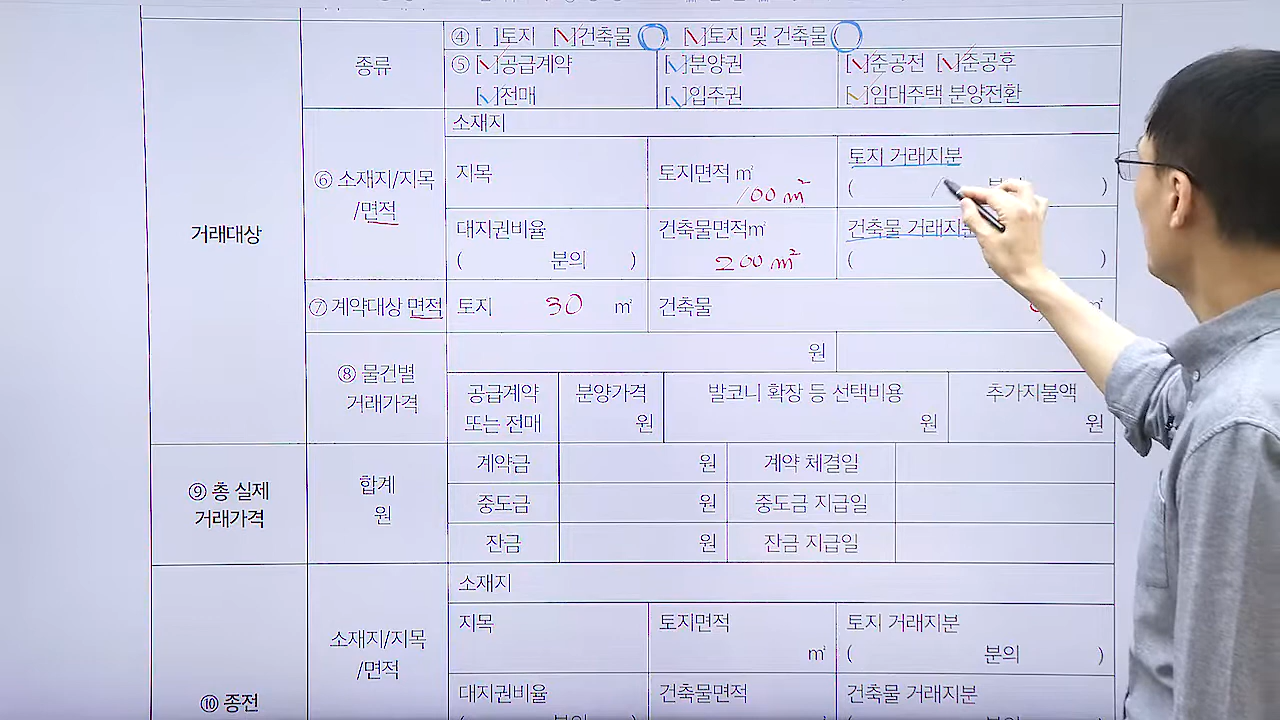 ④ [ ]토지 [✓]건축물 [✓]토지 및 건축물
종류
⑤ [✓]공급계약 [✓]분양권 [✓]준공전 [✓]준공후
[✓]전매 [✓]입주권 [✓]임대주택 분양전환
거래대상
⑥ 소재지/지목
/면적
소재지
지목
토지면적 ㎡
100㎡
토지 거래지분
( )
대지권비율
( 분의 )
건축물면적㎡
200㎡
건축물 거래지
( )
⑦ 계약대상 면적
토지 30 ㎡
건축물 ㎡
⑧ 물건별
거래가격
원
공급계약
또는 전매
분양가격
원
발코니 확장 등 선택비용
원
추가지불액
원
⑨ 총 실제
거래가격
합계
원
계약금 원 계약 체결일
중도금 원 중도금 지급일
잔금 원 잔금 지급일
⑩ 종전
소재지/지목
/면적
소재지
지목
토지면적
㎡
토지 거래지분
( 분의 )
대지권비율
건축물면적
건축물 거래지분